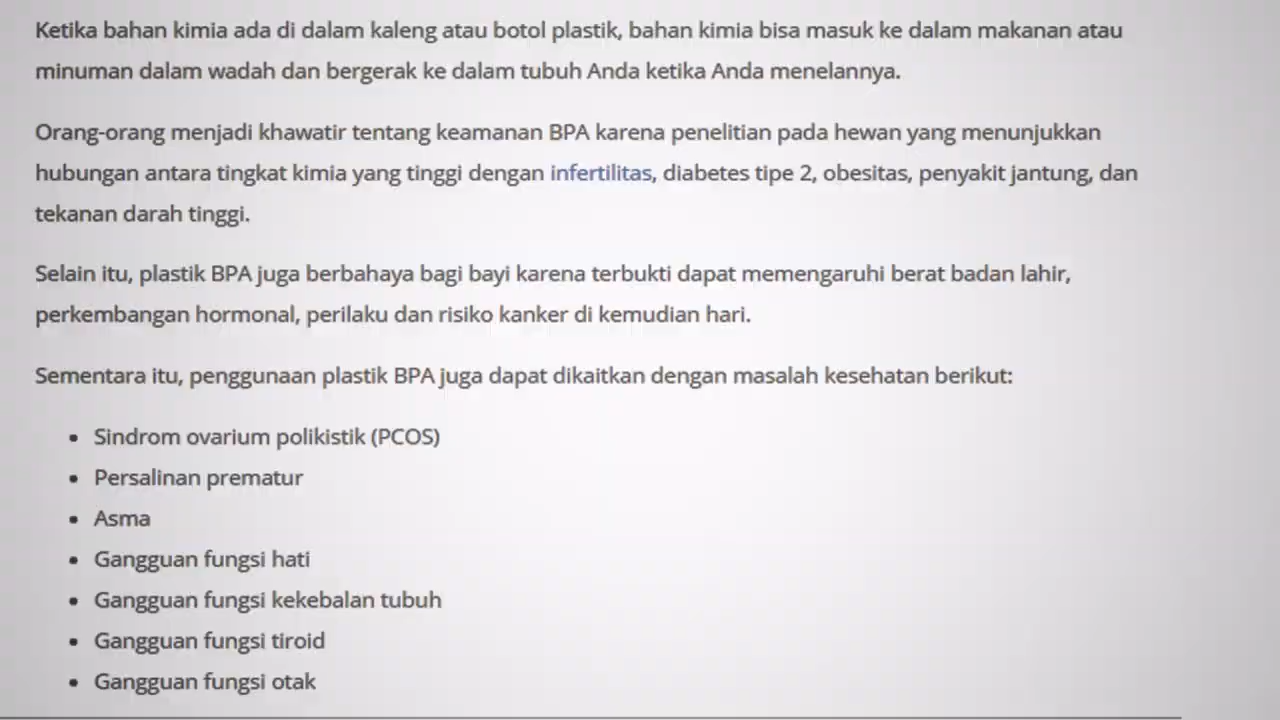 Ketika bahan kimia ada di dalam kaleng atau botol plastik, bahan kimia bisa masuk ke dalam makanan atau
minuman dalam wadah dan bergerak ke dalam tubuh Anda ketika Anda menelannya.
Orang-orang menjadi khawatir tentang keamanan BPA karena penelitian pada hewan yang menunjukkan
hubungan antara tingkat kimia yang tinggi dengan infertilitas, diabetes tipe 2, obesitas, penyakit jantung, dan
tekanan darah tinggi.
Selain itu, plastik BPA juga berbahaya bagi bayi karena terbukti dapat memengaruhi berat badan lahir,
perkembangan hormonal, perilaku dan risiko kanker di kemudian hari.
Sementara itu, penggunaan plastik BPA juga dapat dikaitkan dengan masalah kesehatan berikut:
• Sindrom ovarium polikistik (PCOS)
• Persalinan prematur
• Asma
• Gangguan fungsi hati
• Gangguan fungsi kekebalan tubuh
• Gangguan fungsi tiroid
• Gangguan fungsi otak